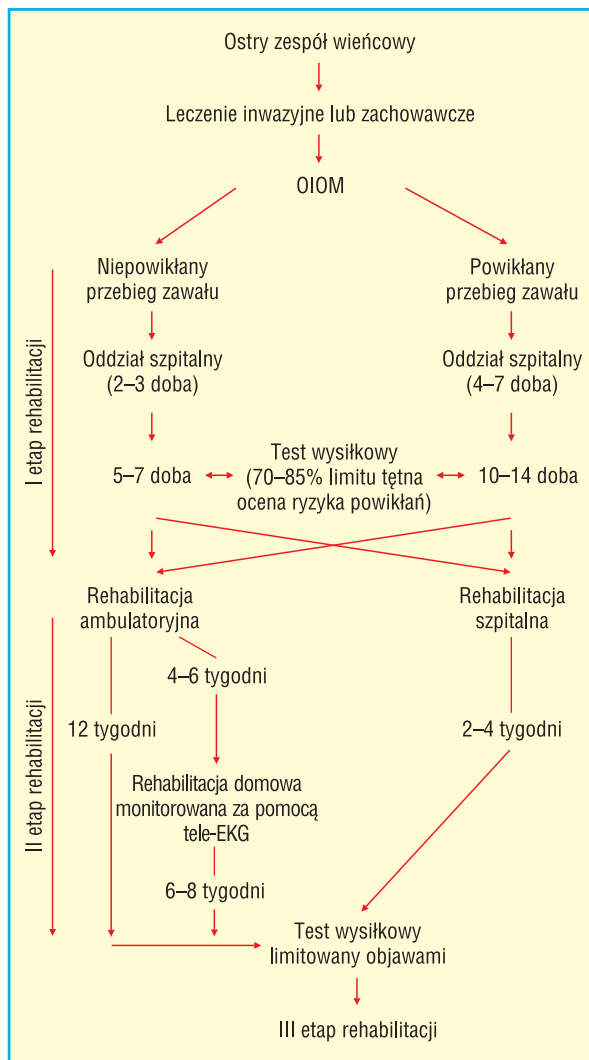 Ostry zespół wieńcowy
Leczenie inwazyjne lub zachowawcze
OIOM
Niepowikłany
przebieg zawału
Powikłany
przebieg zawału
I etap rehabilitacji
Oddział szpitalny
(2–3 doba)
Oddział szpitalny
(4–7 doba)
5–7 doba
Test wysiłkowy
(70–85% limitu tętna
ocena ryzyka powikłań)
10–14 doba
Rehabilitacja
ambulatoryjna
Rehabilitacja
szpitalna
II etap rehabilitacji
4–6 tygodni
12 tygodni
2–4 tygodni
Rehabilitacja domowa
monitorowana za pomocą
tele-EKG
6–8 tygodni
Test wysiłkowy
limitowany objawami
III etap rehabilitacji